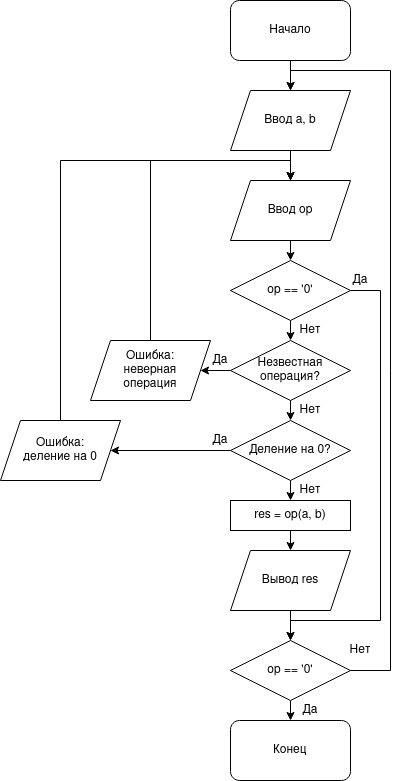 Начало
Ввод a, b
Ввод op
op == '0'
Да
Нет
Незвестная
операция?
Да
Ошибка:
неверная
операция
Нет
Деление на 0?
Да
Ошибка:
деление на 0
Нет
res = op(a, b)
Вывод res
op == '0'
Нет
Да
Конец